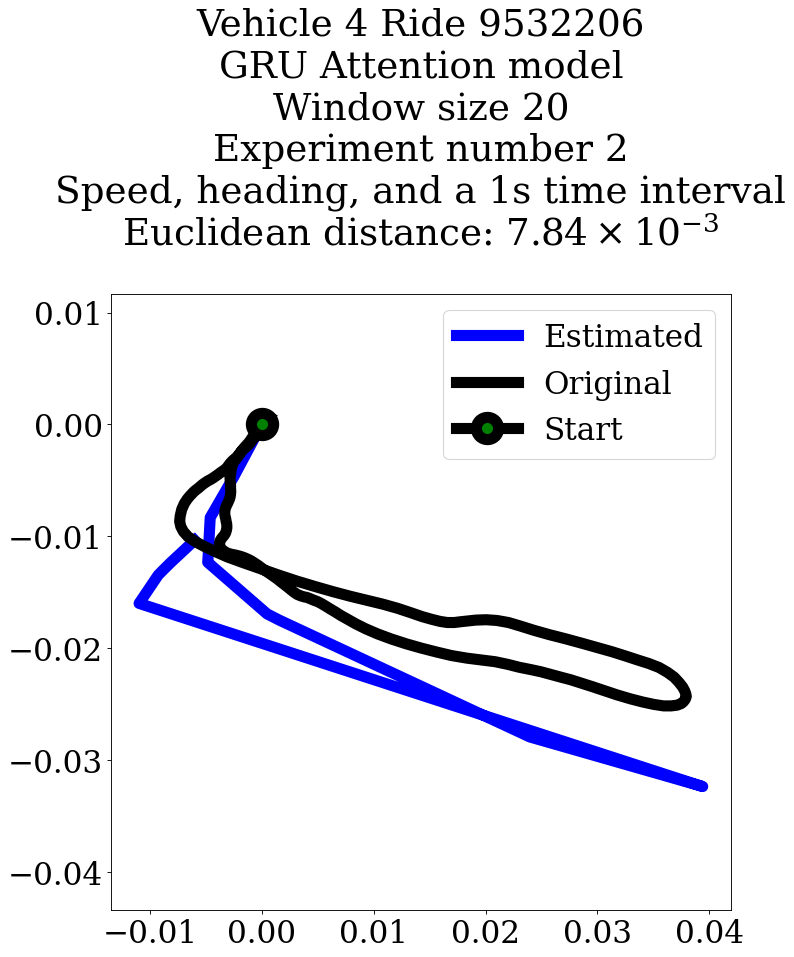 Vehicle 4 Ride 9532206
GRU Attention model
Window size 20
Experiment number 2
Speed, heading, and a 1s time interval
Euclidean distance: 7.84 × 10⁻³
Estimated
Original
Start
0.01
0.00
−0.01
−0.02
−0.03
−0.04
−0.01 0.00 0.01 0.02 0.03 0.04